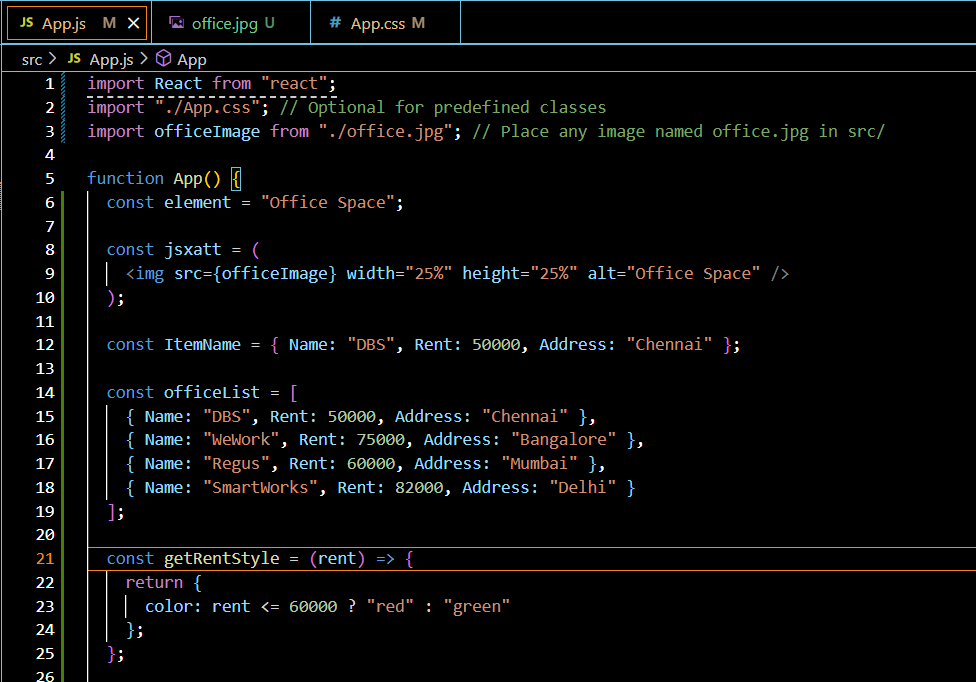 JS App.js M ✕ office.jpg U # App.css M
src > JS App.js > App
1 import React from "react";
2 import "./App.css"; // Optional for predefined classes
3 import officeImage from "./office.jpg"; // Place any image named office.jpg in src/
4
5 function App() {
6   const element = "Office Space";
7
8   const jsxatt = (
9     <img src={officeImage} width="25%" height="25%" alt="Office Space" />
10   );
11
12   const ItemName = { Name: "DBS", Rent: 50000, Address: "Chennai" };
13
14   const officeList = [
15     { Name: "DBS", Rent: 50000, Address: "Chennai" },
16     { Name: "WeWork", Rent: 75000, Address: "Bangalore" },
17     { Name: "Regus", Rent: 60000, Address: "Mumbai" },
18     { Name: "SmartWorks", Rent: 82000, Address: "Delhi" }
19   ];
20
21   const getRentStyle = (rent) => {
22     return {
23       color: rent <= 60000 ? "red" : "green"
24     };
25   };
26